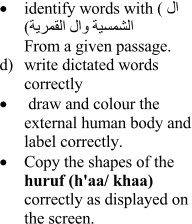 • identify words with ( ال
الشمسية وال القمرية)
From a given passage.
d) write dictated words
correctly
• draw and colour the
external human body and
label correctly.
• Copy the shapes of the
huruf (h'aa/ khaa)
correctly as displayed on
the screen.